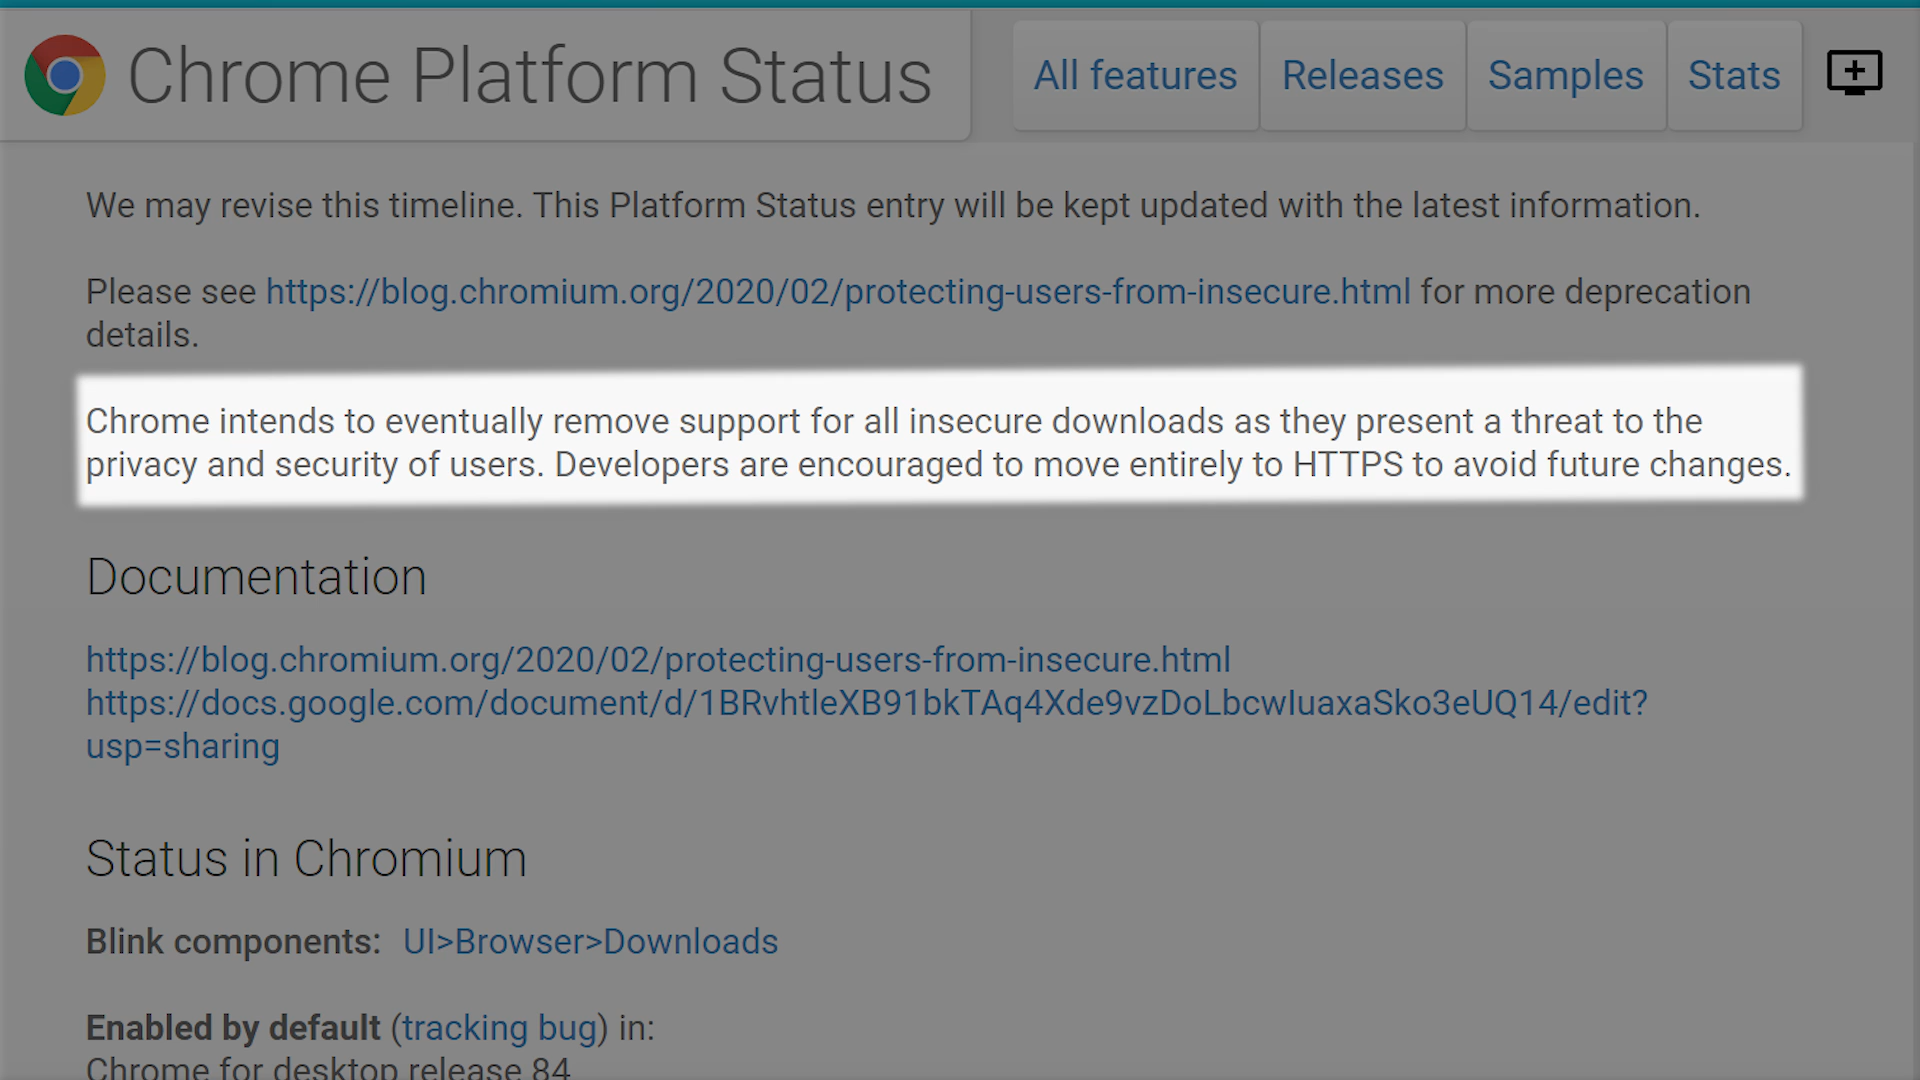 Chrome Platform Status
All features
Releases
Samples
Stats
We may revise this timeline. This Platform Status entry will be kept updated with the latest information.
Please see https://blog.chromium.org/2020/02/protecting-users-from-insecure.html for more deprecation
details.
Chrome intends to eventually remove support for all insecure downloads as they present a threat to the
privacy and security of users. Developers are encouraged to move entirely to HTTPS to avoid future changes.
Documentation
https://blog.chromium.org/2020/02/protecting-users-from-insecure.html
https://docs.google.com/document/d/1BRvhtleXB91bkTAq4Xde9vzDoLbcwIuaxaSko3eUQ14/edit?
usp=sharing
Status in Chromium
Blink components: UI>Browser>Downloads
Enabled by default (tracking bug) in:
Chrome for desktop release 84